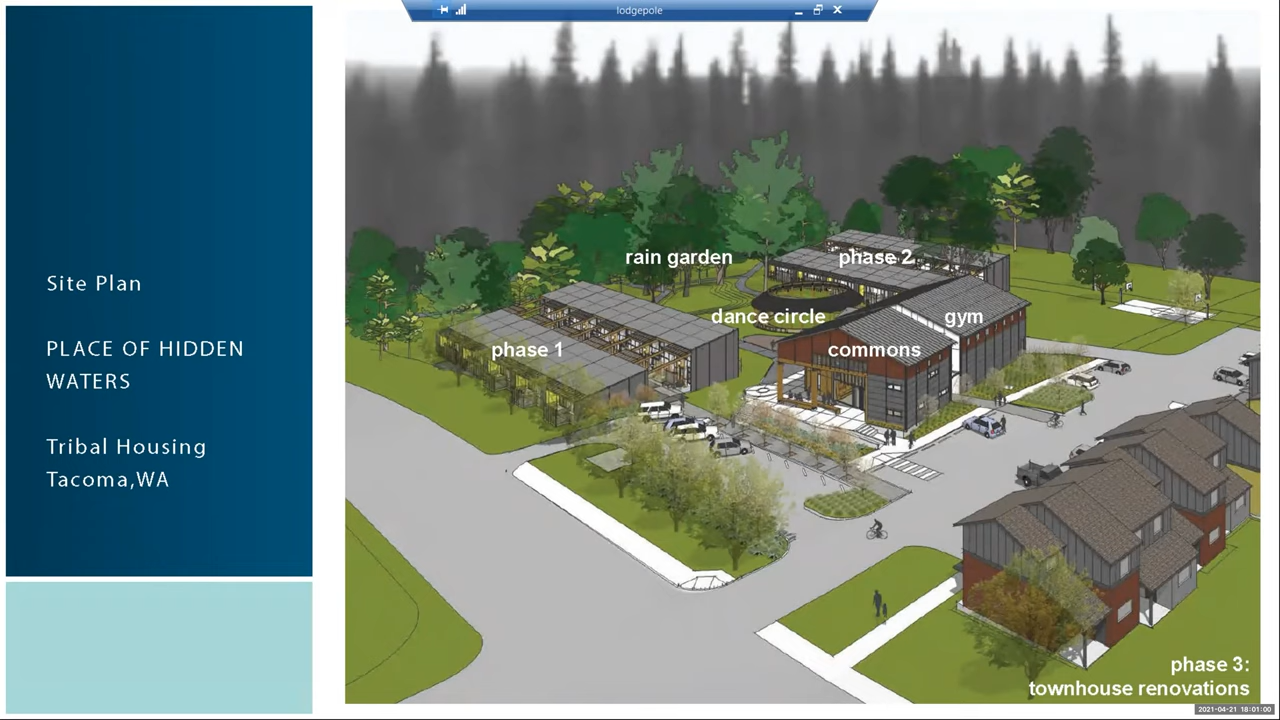 lodgepole
Site Plan
PLACE OF HIDDEN
WATERS
Tribal Housing
Tacoma,WA
rain garden
phase 2
dance circle
gym
phase 1
commons
phase 3:
townhouse renovations
2021-04-21 18:01:00